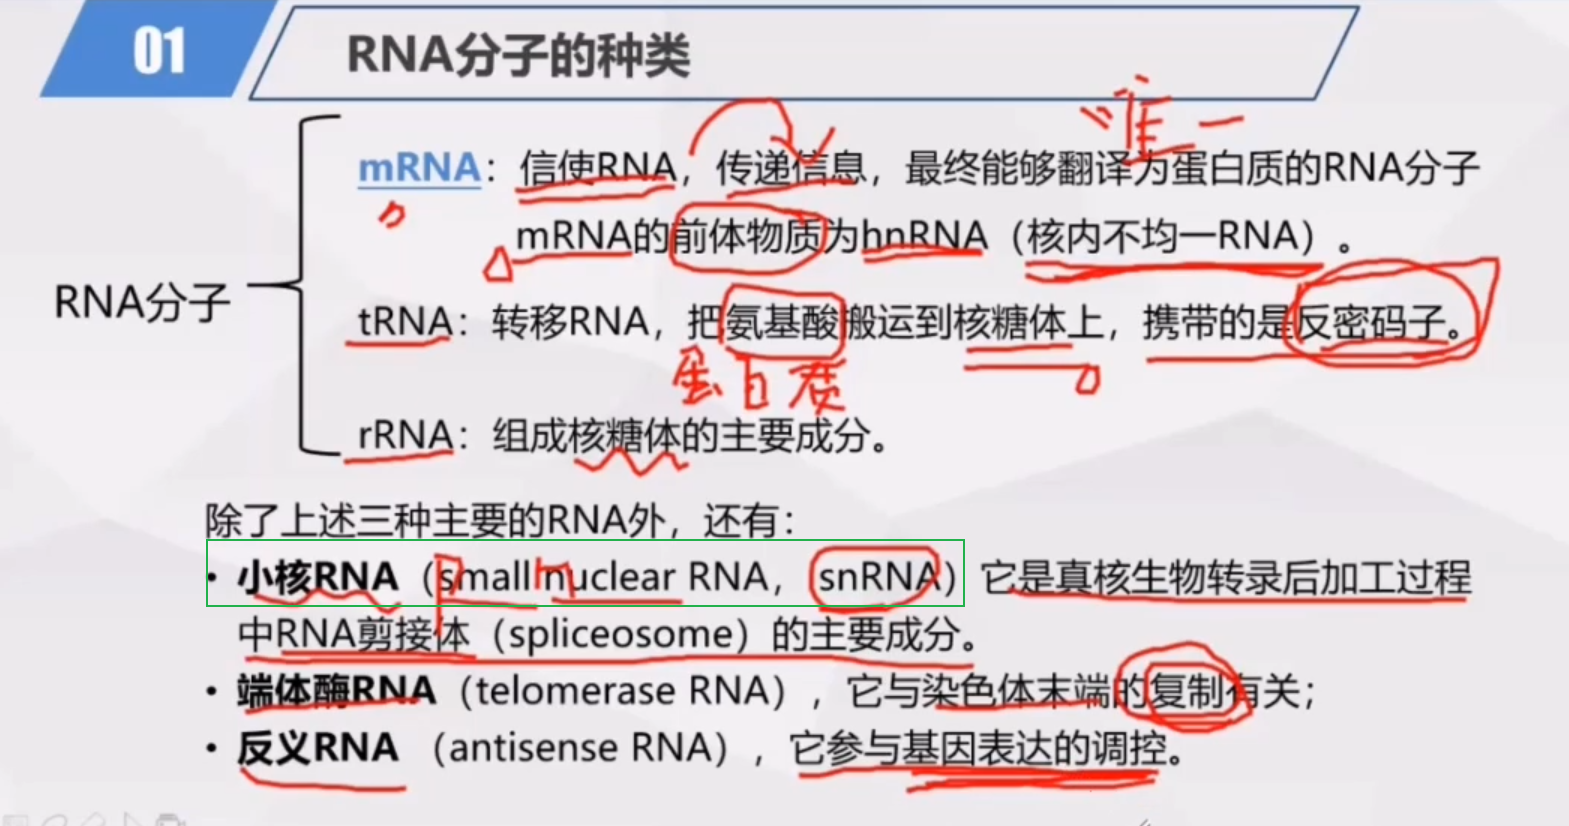 01
RNA分子的种类
唯一
mRNA：信使RNA，传递信息，最终能够翻译为蛋白质的RNA分子
mRNA的前体物质为hnRNA（核内不均一RNA）。
RNA分子
tRNA：转移RNA，把氨基酸搬运到核糖体上，携带的是反密码子。
蛋白质
rRNA：组成核糖体的主要成分。
除了上述三种主要的RNA外，还有：
• 小核RNA（small nuclear RNA，snRNA）它是真核生物转录后加工过程
中RNA剪接体（spliceosome）的主要成分。
• 端体酶RNA（telomerase RNA），它与染色体末端的复制有关；
• 反义RNA （antisense RNA），它参与基因表达的调控。